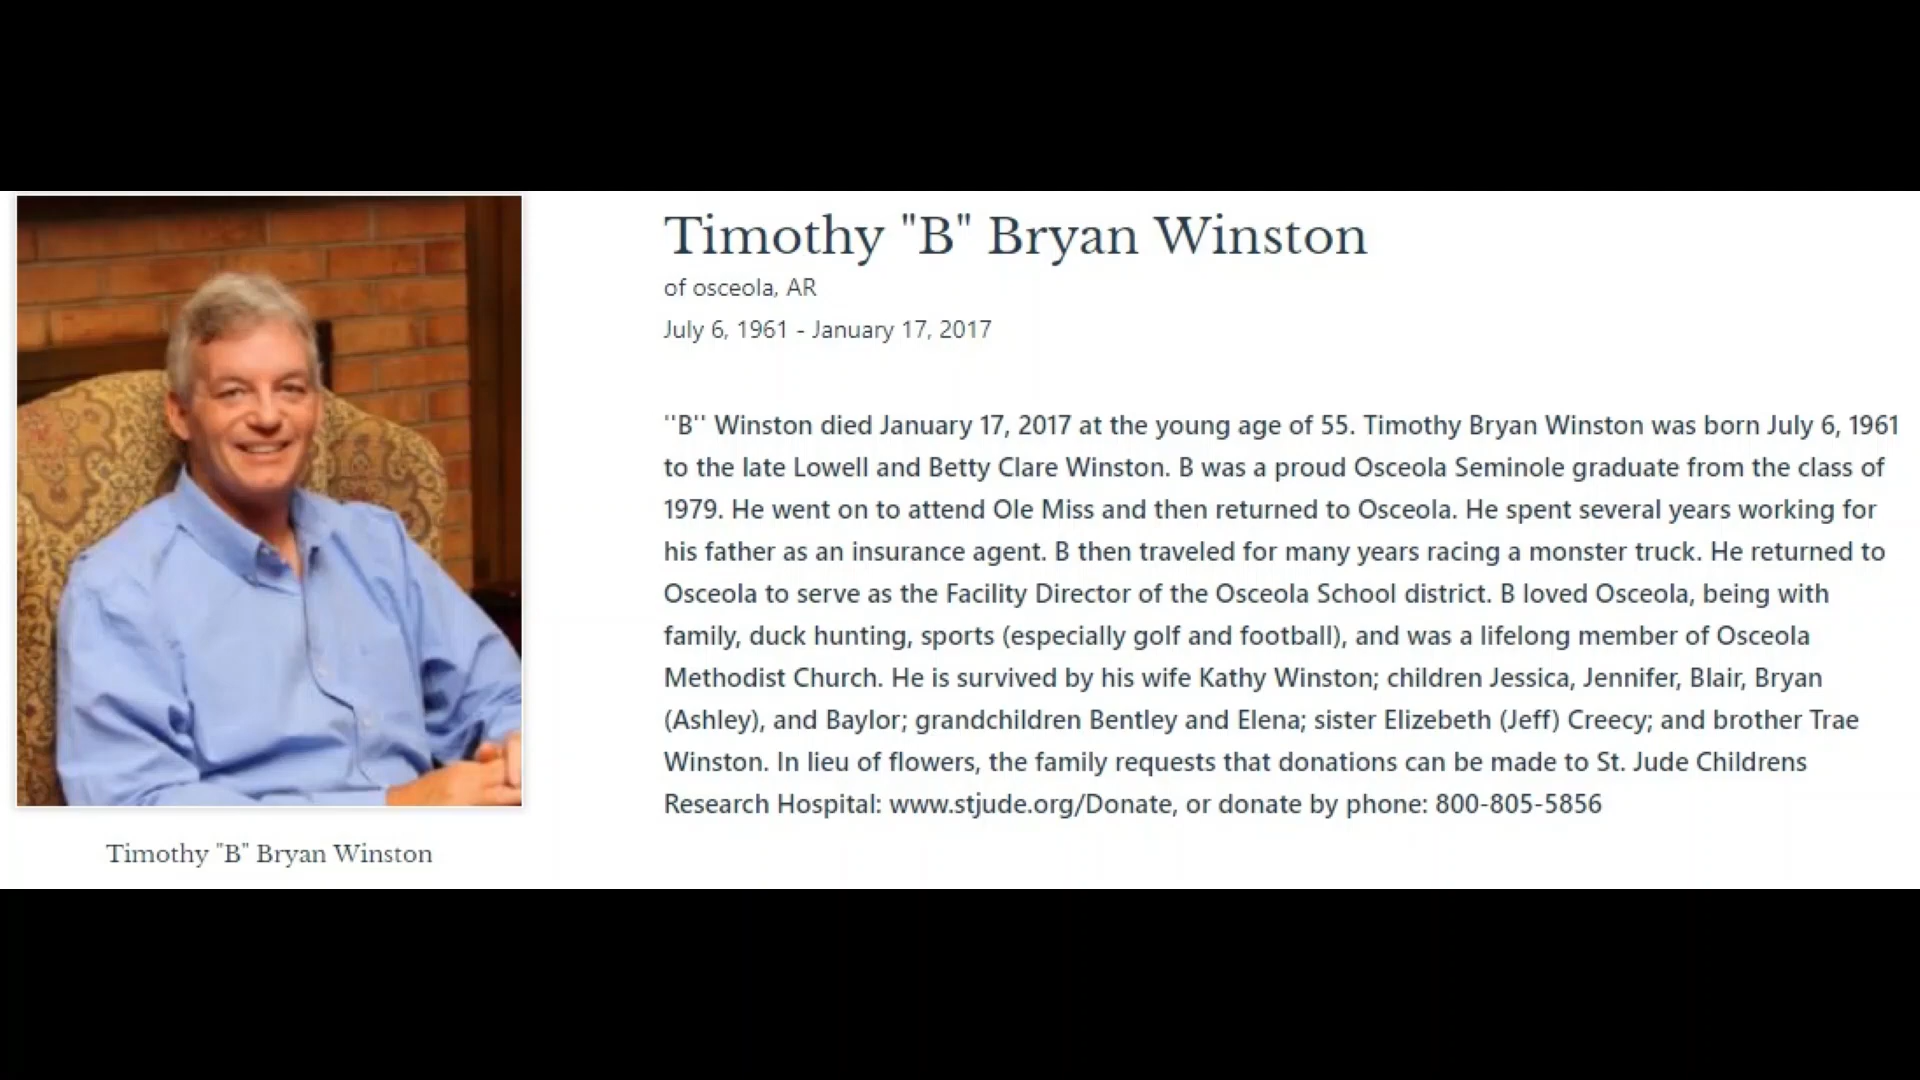 Timothy "B" Bryan Winston
of osceola, AR
July 6, 1961 - January 17, 2017
''B'' Winston died January 17, 2017 at the young age of 55. Timothy Bryan Winston was born July 6, 1961
to the late Lowell and Betty Clare Winston. B was a proud Osceola Seminole graduate from the class of
1979. He went on to attend Ole Miss and then returned to Osceola. He spent several years working for
his father as an insurance agent. B then traveled for many years racing a monster truck. He returned to
Osceola to serve as the Facility Director of the Osceola School district. B loved Osceola, being with
family, duck hunting, sports (especially golf and football), and was a lifelong member of Osceola
Methodist Church. He is survived by his wife Kathy Winston; children Jessica, Jennifer, Blair, Bryan
(Ashley), and Baylor; grandchildren Bentley and Elena; sister Elizebeth (Jeff) Creecy; and brother Trae
Winston. In lieu of flowers, the family requests that donations can be made to St. Jude Childrens
Research Hospital: www.stjude.org/Donate, or donate by phone: 800-805-5856
Timothy "B" Bryan Winston